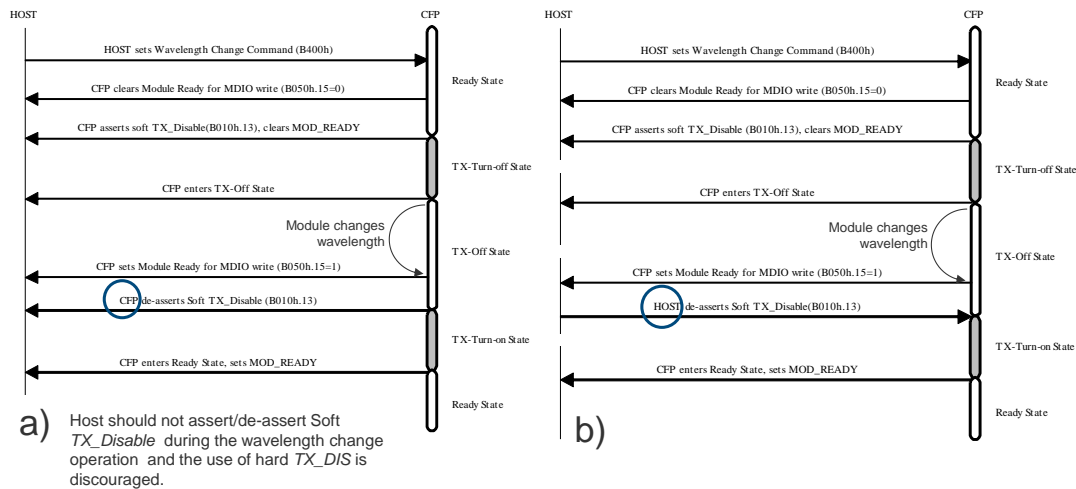 HOST
CFP
HOST sets Wavelength Change Command (B400h)
Ready State
CFP clears Module Ready for MDIO write (B050h.15=0)
CFP asserts soft TX_Disable(B010h.13), clears MOD_READY
TX-Turn-off State
CFP enters TX-Off State
Module changes
wavelength
TX-Off State
CFP sets Module Ready for MDIO write (B050h.15=1)
CFP de-asserts Soft TX_Disable (B010h.13)
TX-Turn-on State
CFP enters Ready State, sets MOD_READY
Ready State
a)
Host should not assert/de-assert Soft
TX_Disable during the wavelength change
operation and the use of hard TX_DIS is
discouraged.
HOST
CFP
HOST sets Wavelength Change Command (B400h)
Ready State
CFP clears Module Ready for MDIO write (B050h.15=0)
CFP asserts soft TX_Disable (B010h.13), clears MOD_READY
TX-Turn-off State
CFP enters TX-Off State
Module changes
wavelength
TX-Off State
CFP sets Module Ready for MDIO write (B050h.15=1)
HOST de-asserts Soft TX_Disable(B010h.13)
TX-Turn-on State
CFP enters Ready State, sets MOD_READY
Ready State
b)